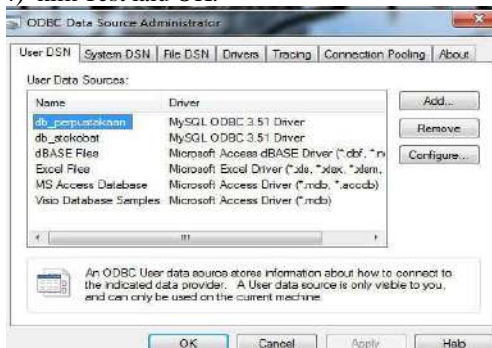 ODBC Data Source Administrator
User DSN System DSN File DSN Drivers Tracing Connection Pooling About
User Data Sources:
Name Driver
db_perpustakaan MySQL ODBC 3.51 Driver
db_stokobat MySQL ODBC 3.51 Driver
dBASE Files Microsoft Access dBASE Driver (*.dbf, *.n
Excel Files Microsoft Excel Driver (*.xls, *.xlsx, *.xlsm,
MS Access Database Microsoft Access Driver (*.mdb, *.accdb)
Visio Database Samples Microsoft Access Driver (*.mdb)
Add...
Remove
Configure...
An ODBC User data source stores information about how to connect to
the indicated data provider. A User data source is only visible to you,
and can only be used on the current machine.
OK Cancel Apply Help